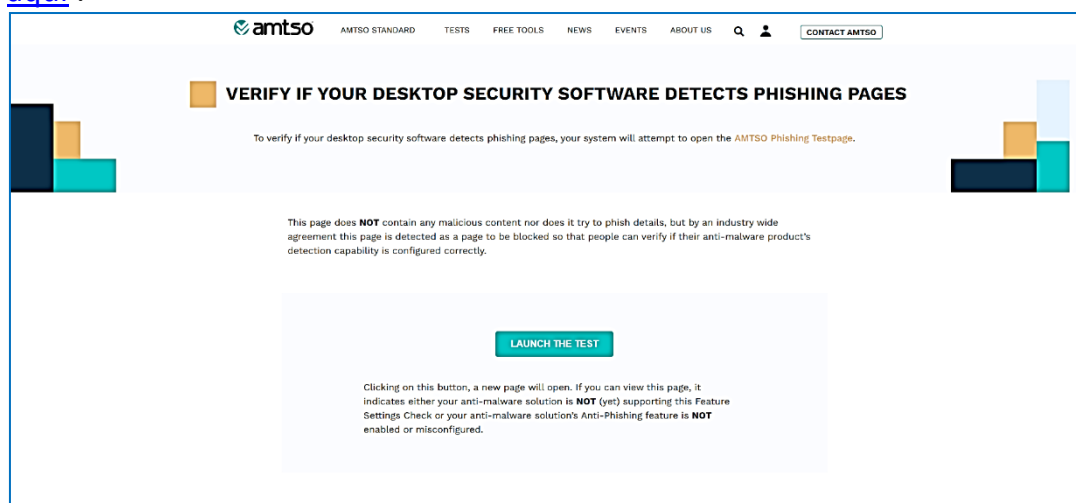 aquí .
amtso
AMTSO STANDARD TESTS FREE TOOLS NEWS EVENTS ABOUT US CONTACT AMTSO
VERIFY IF YOUR DESKTOP SECURITY SOFTWARE DETECTS PHISHING PAGES
To verify if your desktop security software detects phishing pages, your system will attempt to open the AMTSO Phishing Testpage.
This page does NOT contain any malicious content nor does it try to phish details, but by an industry wide
agreement this page is detected as a page to be blocked so that people can verify if their anti-malware product's
detection capability is configured correctly.
LAUNCH THE TEST
Clicking on this button, a new page will open. If you can view this page, it
indicates either your anti-malware solution is NOT (yet) supporting this Feature
Settings Check or your anti-malware solution's Anti-Phishing feature is NOT
enabled or misconfigured.